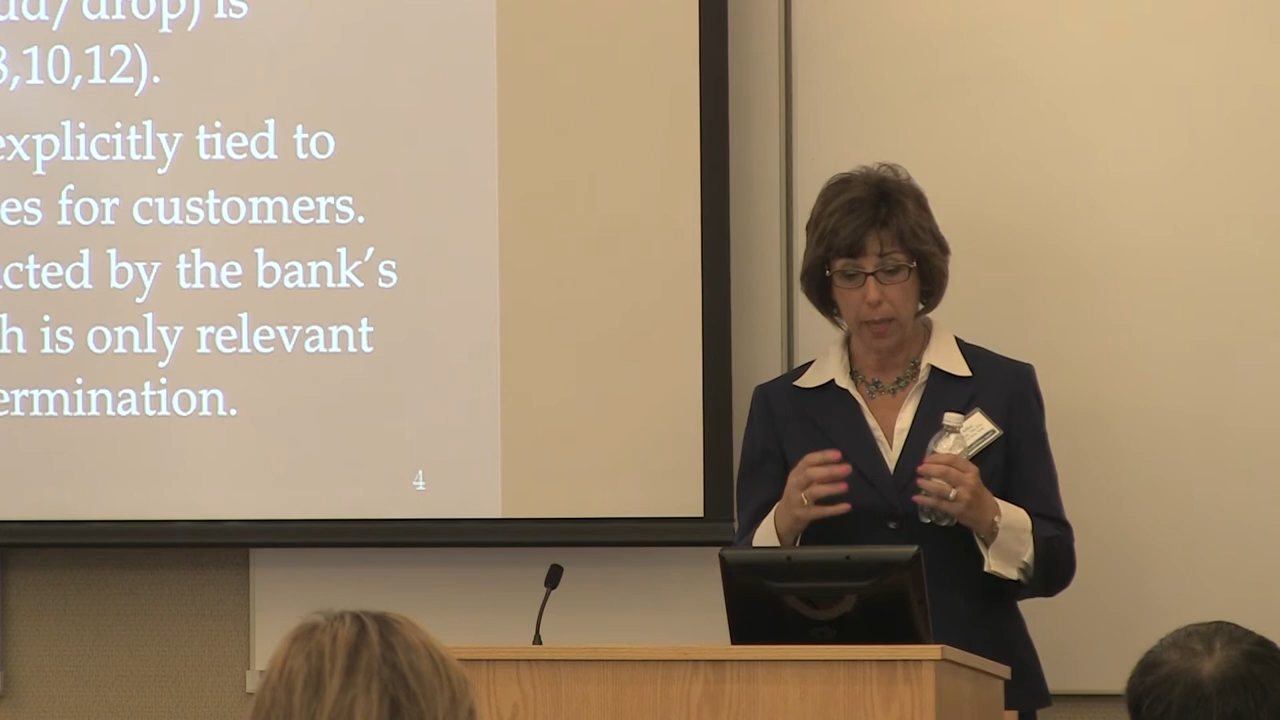 dd/drop) is
3,10,12).
explicitly tied to
es for customers.
cted by the bank's
h is only relevant
ermination.
4